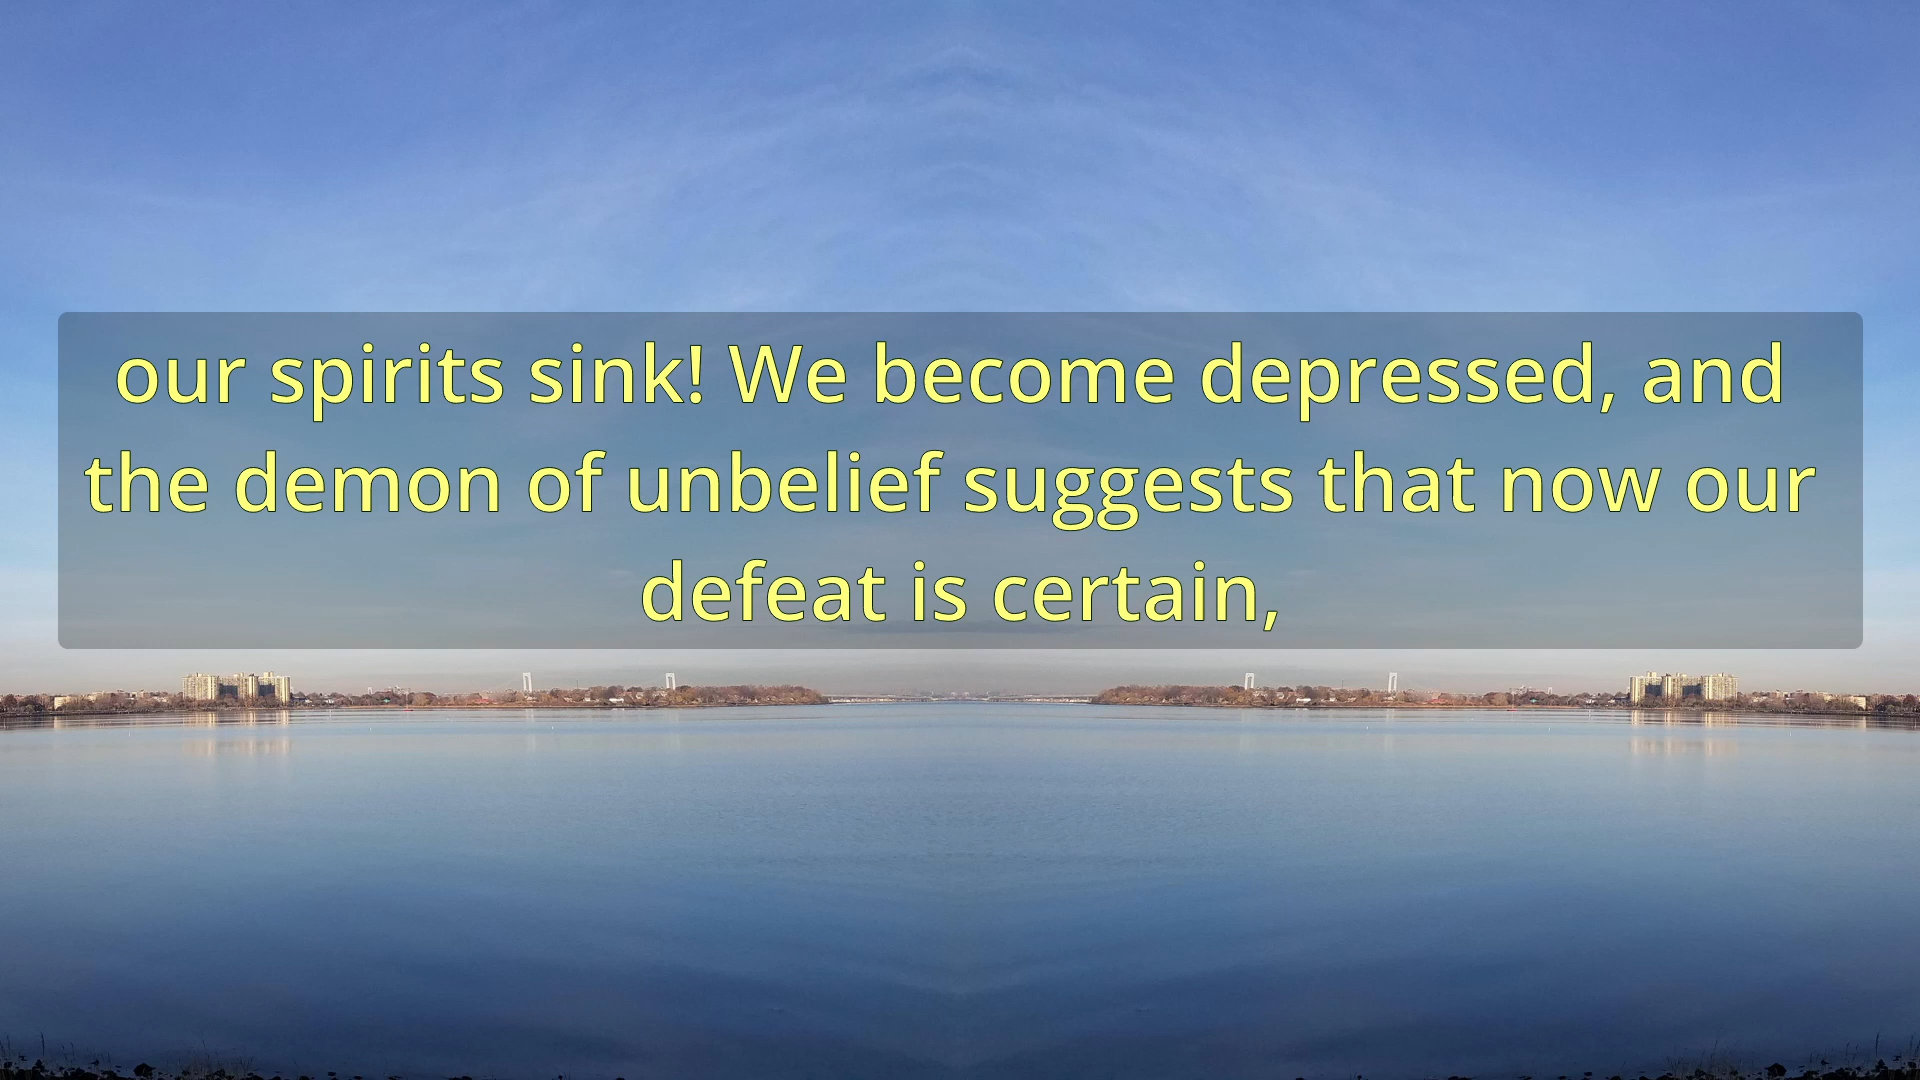 our spirits sink! We become depressed, and
the demon of unbelief suggests that now our
defeat is certain,